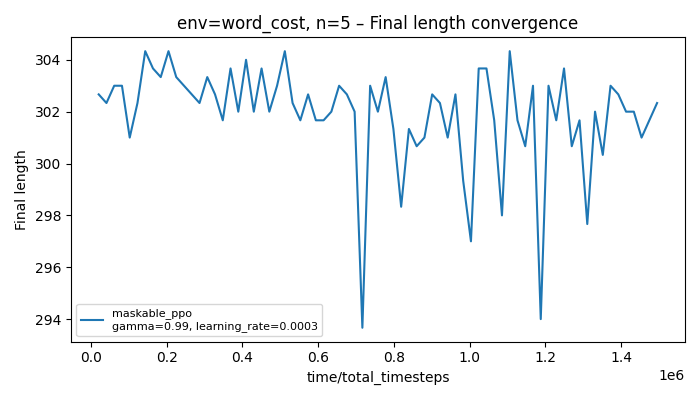 env=word_cost, n=5 – Final length convergence
Final length
304
302
300
298
296
294
maskable_ppo
gamma=0.99, learning_rate=0.0003
0.0 0.2 0.4 0.6 0.8 1.0 1.2 1.4
1e6
time/total_timesteps